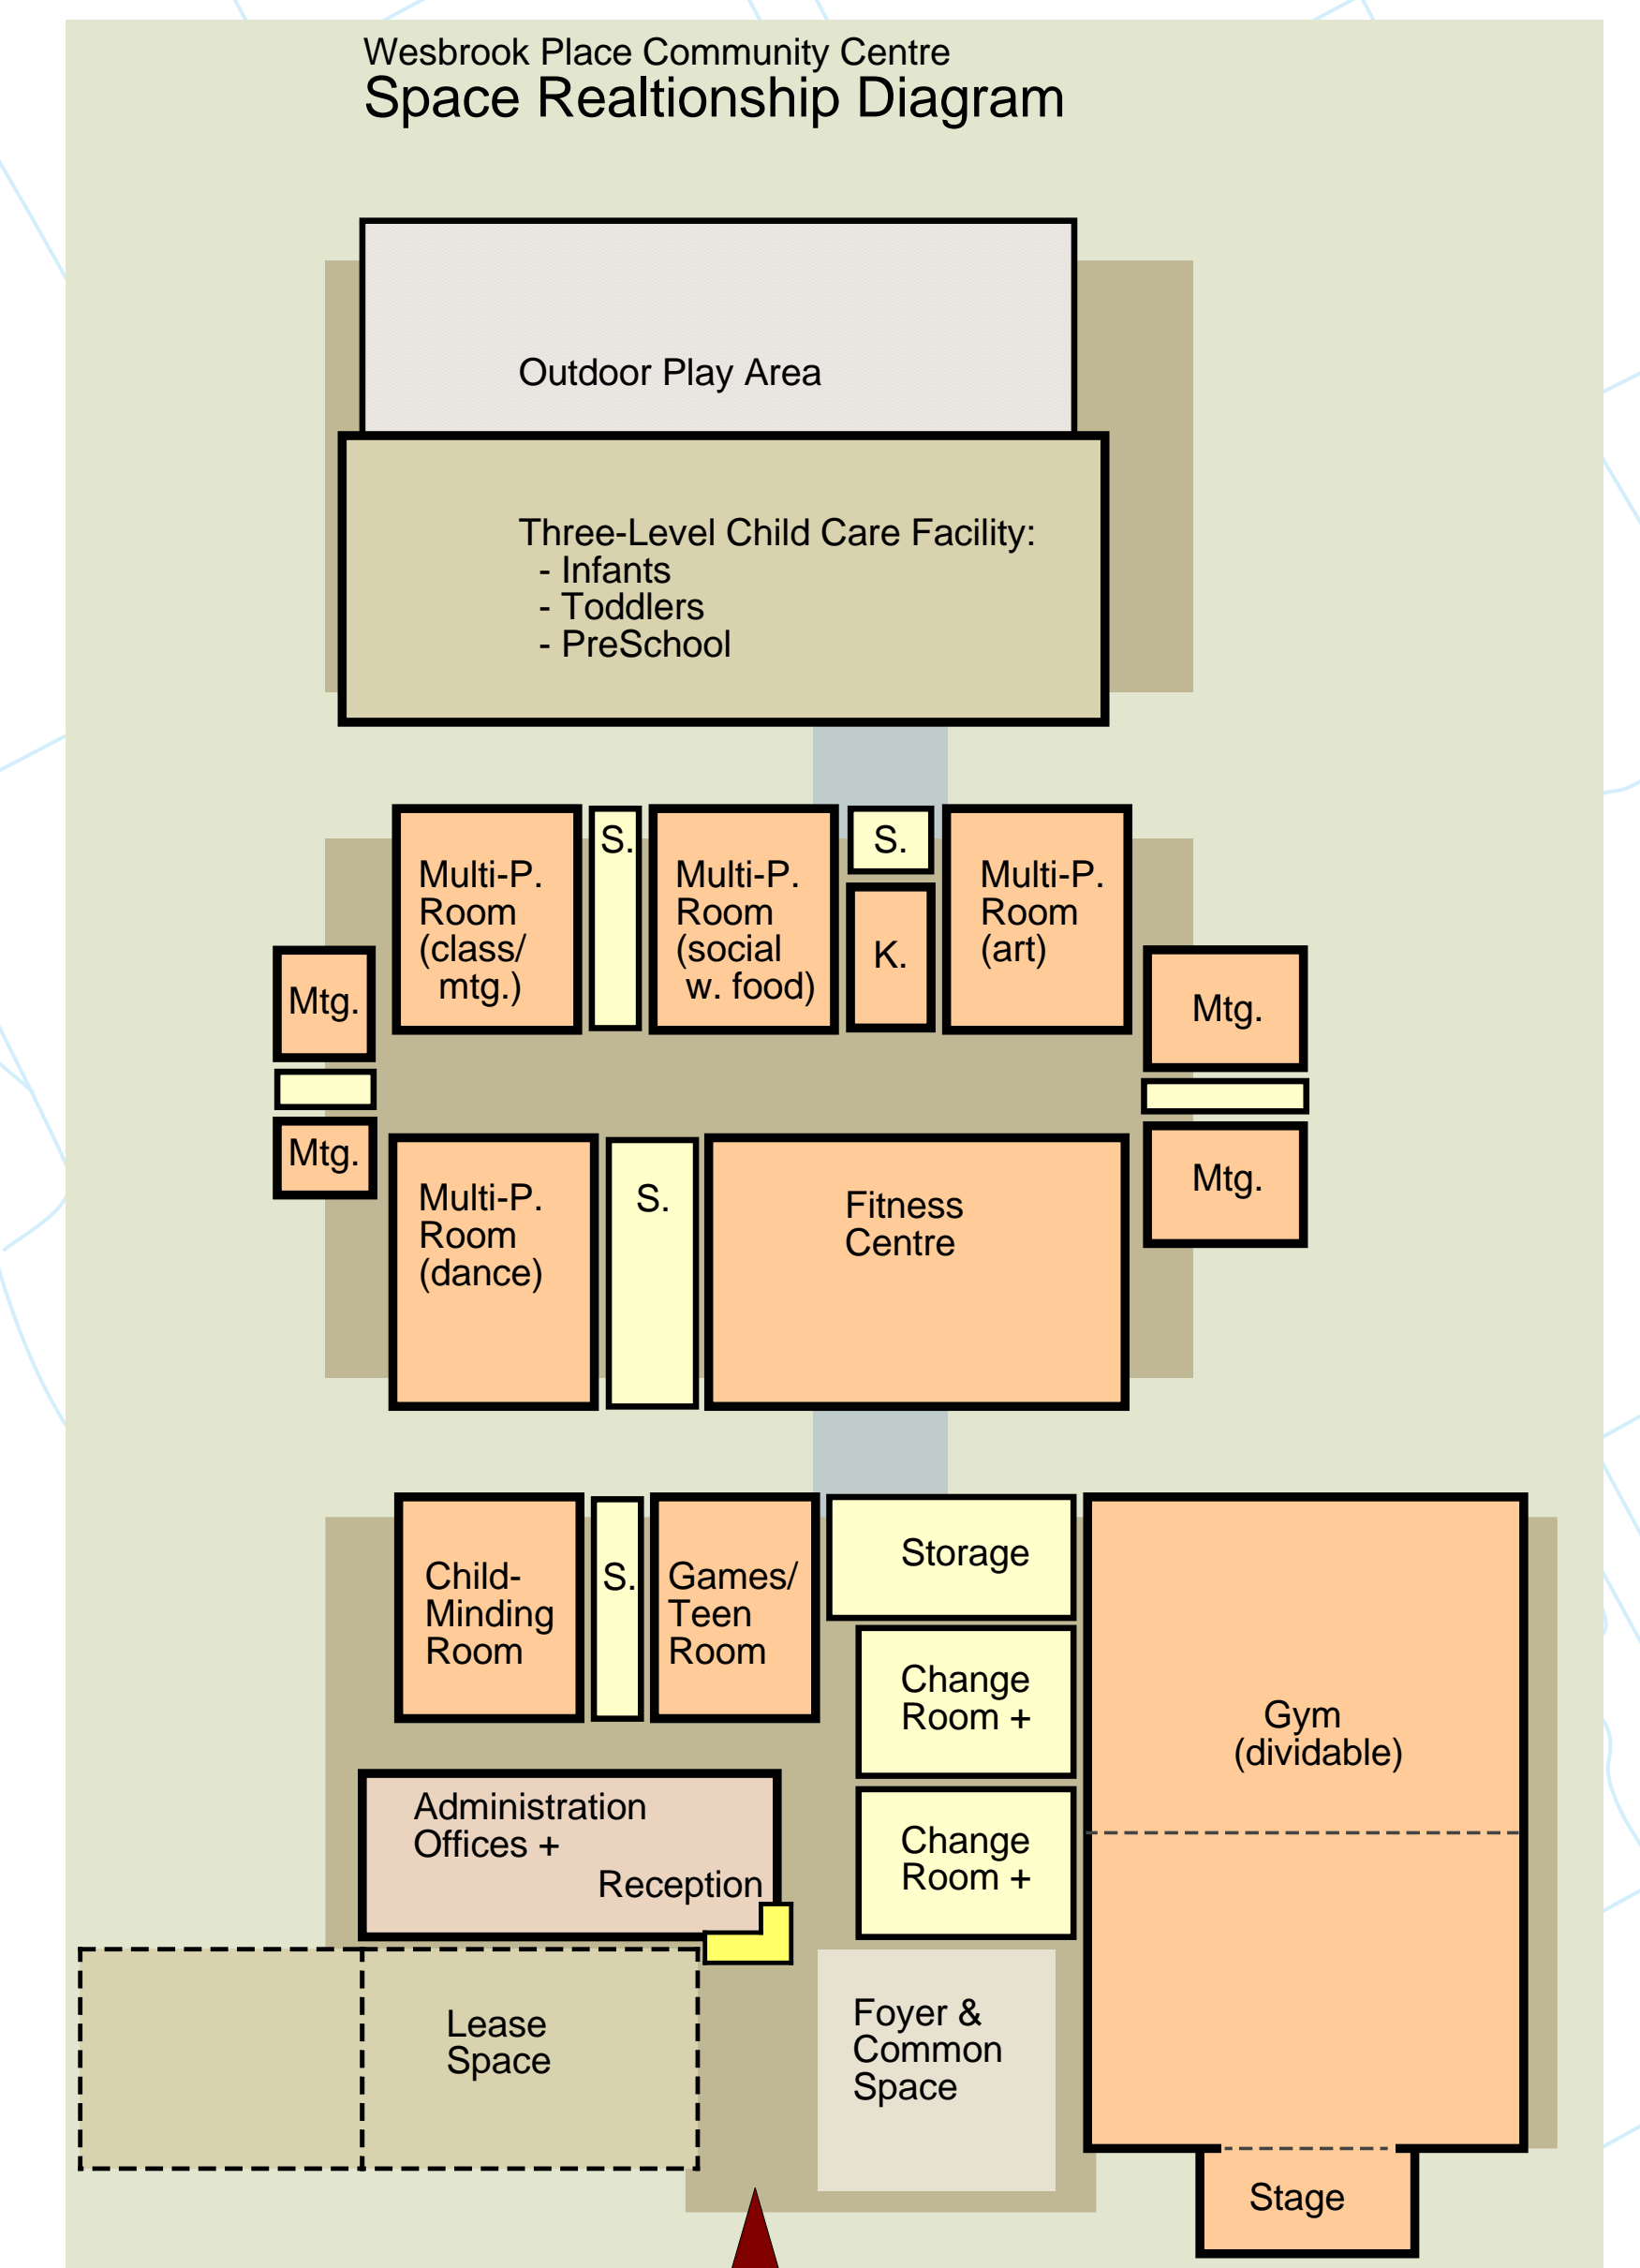 Wesbrook Place Community Centre
Space Realtionship Diagram
Outdoor Play Area
Three-Level Child Care Facility:
- Infants
- Toddlers
- PreSchool
Multi-P.
Room
(class/
mtg.)
S.
Multi-P.
Room
(social
w. food)
S.
K.
Multi-P.
Room
(art)
Mtg.
Mtg.
Mtg.
Mtg.
Multi-P.
Room
(dance)
S.
Fitness
Centre
Child-
Minding
Room
S.
Games/
Teen
Room
Storage
Change
Room +
Change
Room +
Gym
(dividable)
Administration
Offices +
Reception
Lease
Space
Foyer &
Common
Space
Stage